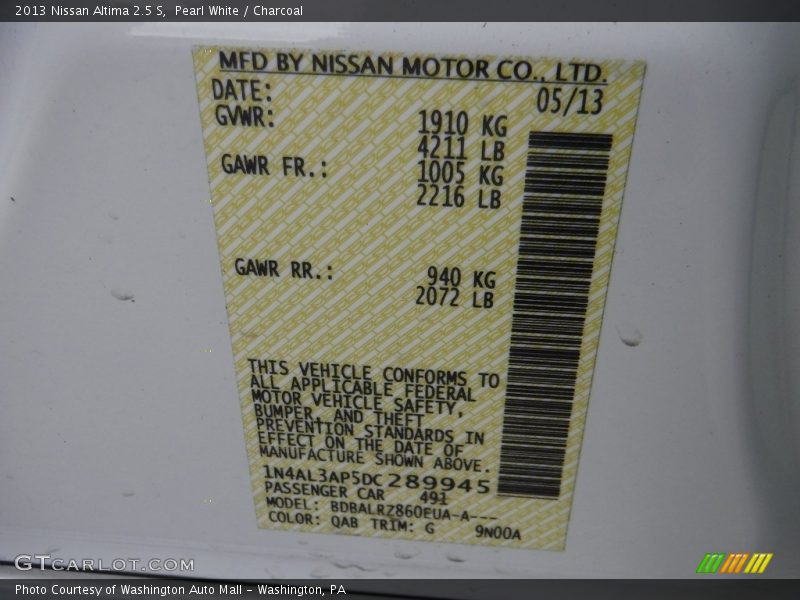 2013 Nissan Altima 2.5 S, Pearl White / Charcoal
MFD BY NISSAN MOTOR CO., LTD.
DATE: 05/13
GVWR: 1910 KG
4211 LB
GAWR FR.: 1005 KG
2216 LB
GAWR RR.: 940 KG
2072 LB
THIS VEHICLE CONFORMS TO
ALL APPLICABLE FEDERAL
MOTOR VEHICLE SAFETY,
BUMPER, AND THEFT
PREVENTION STANDARDS IN
EFFECT ON THE DATE OF
MANUFACTURE SHOWN ABOVE.
1N4AL3AP5DC289945
PASSENGER CAR 491
MODEL: BDBALRZ860EUA-A---
COLOR: QAB TRIM: G 9N00A
GTCARLOT.COM
Photo Courtesy of Washington Auto Mall - Washington, PA